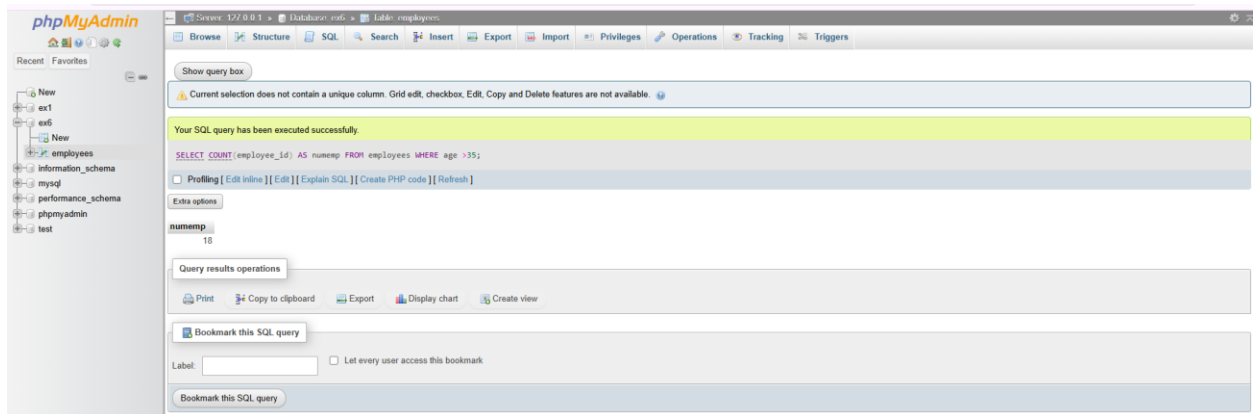 phpMyAdmin
Recent Favorites
New
ex1
ex6
New
employees
information_schema
mysql
performance_schema
phpmyadmin
test
Server: 127.0.0.1 » Database: ex6 » Table: employees
Browse Structure SQL Search Insert Export Import Privileges Operations Tracking Triggers
Show query box
Current selection does not contain a unique column. Grid edit, checkbox, Edit, Copy and Delete features are not available.
Your SQL query has been executed successfully.
SELECT COUNT(employee_id) AS numemp FROM employees WHERE age >35;
Profiling [ Edit inline ] [ Edit ] [ Explain SQL ] [ Create PHP code ] [ Refresh ]
Extra options
numemp
18
Query results operations
Print Copy to clipboard Export Display chart Create view
Bookmark this SQL query
Label: Let every user access this bookmark
Bookmark this SQL query